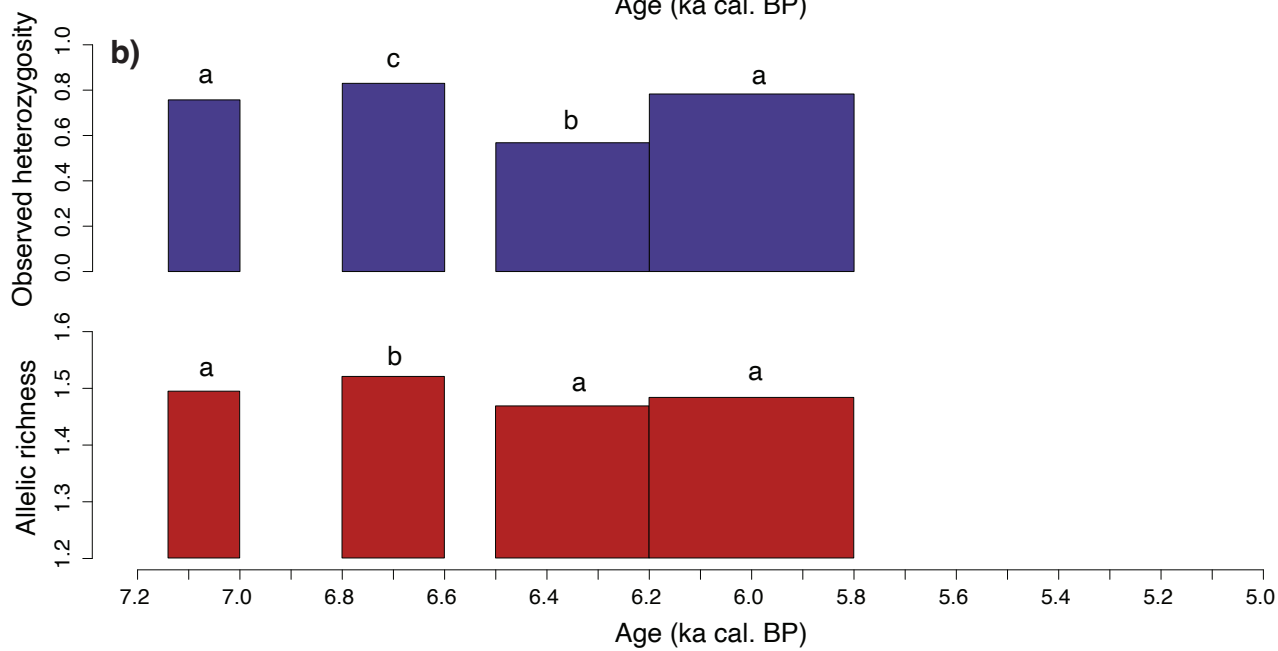 Age (ka cal. BP)
b)
Observed heterozygosity
1.0
0.8
0.6
0.4
0.2
0.0
a
c
b
a
Allelic richness
1.6
1.5
1.4
1.3
1.2
a
b
a
a
7.2 7.0 6.8 6.6 6.4 6.2 6.0 5.8 5.6 5.4 5.2 5.0
Age (ka cal. BP)